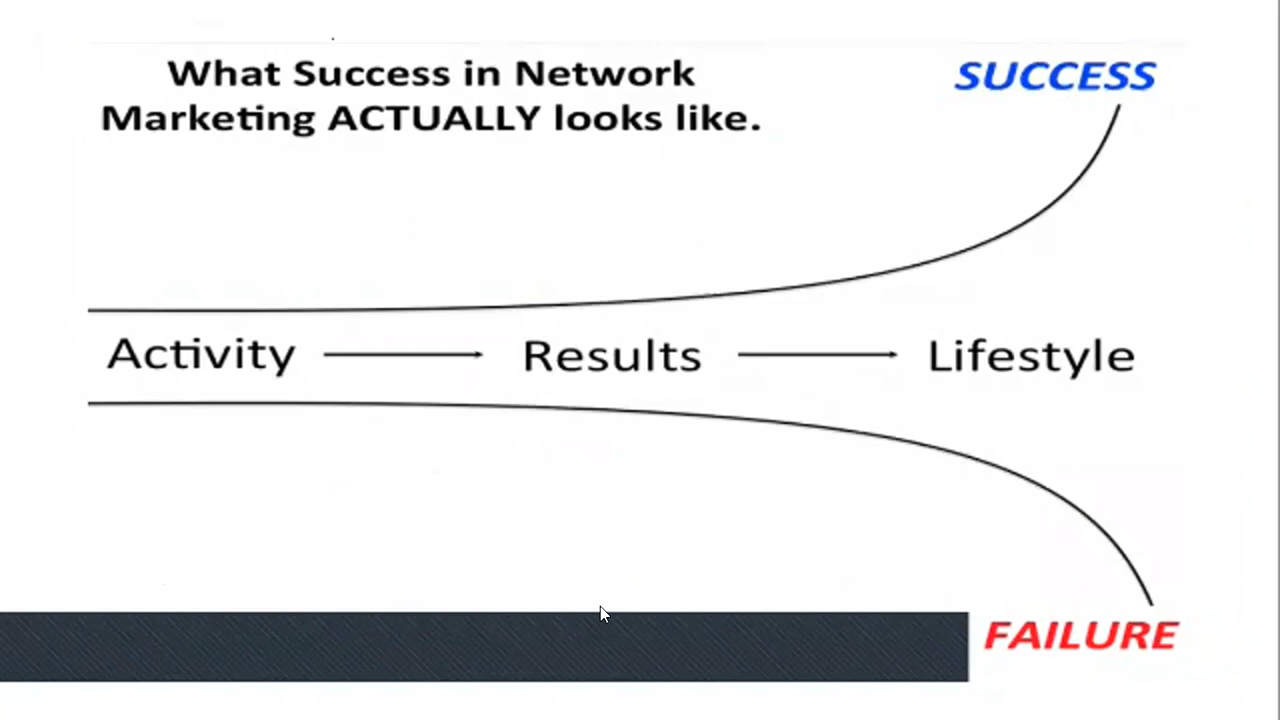 What Success in Network
Marketing ACTUALLY looks like.
SUCCESS
Activity
Results
Lifestyle
FAILURE